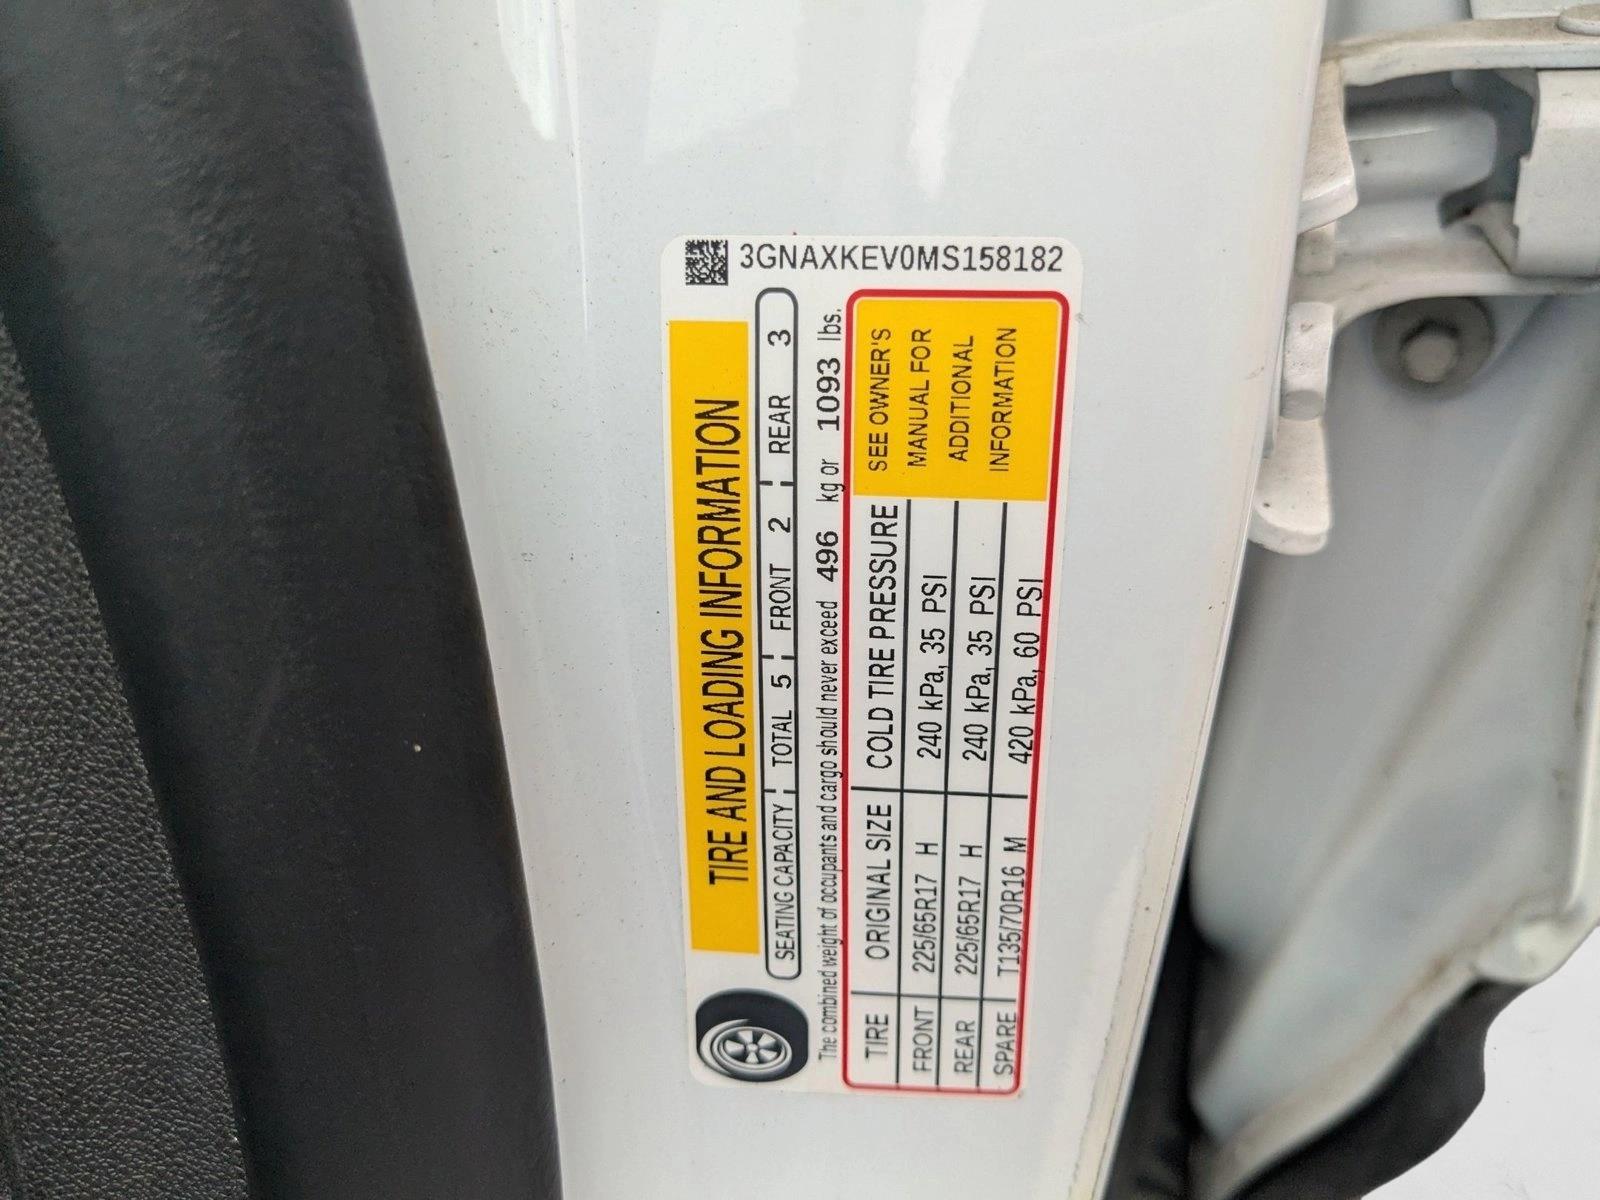 3GNAXKEV0MS158182
TIRE AND LOADING INFORMATION
SEATING CAPACITY TOTAL 5 FRONT 2 REAR 3
The combined weight of occupants and cargo should never exceed 496 kg or 1093 lbs.
TIRE ORIGINAL SIZE COLD TIRE PRESSURE
FRONT 225/65R17 H 240 kPa, 35 PSI
REAR 225/65R17 H 240 kPa, 35 PSI
SPARE T135/70R16 M 420 kPa, 60 PSI
SEE OWNER'S
MANUAL FOR
ADDITIONAL
INFORMATION